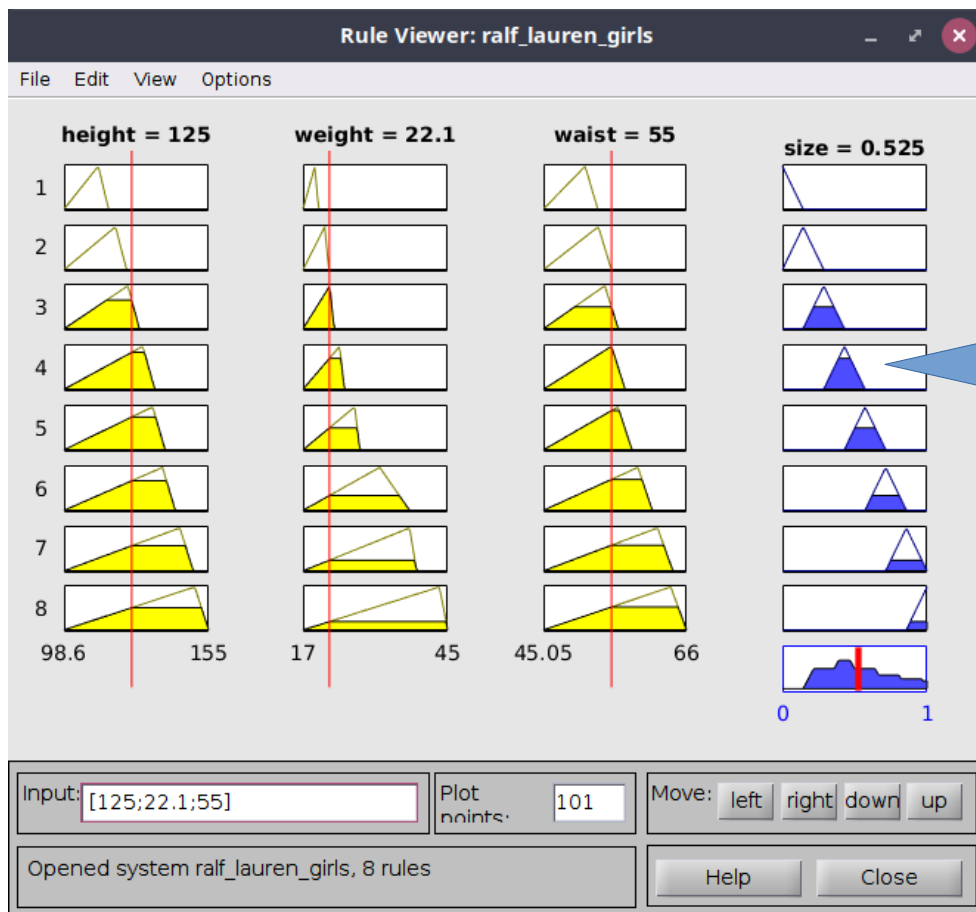 Rule Viewer: ralf_lauren_girls
File Edit View Options
height = 125 weight = 22.1 waist = 55 size = 0.525
1
2
3
4
5
6
7
8
98.6 155 17 45 45.05 66
0 1
Input: [125;22.1;55] Plot points: 101 Move: left right down up
Opened system ralf_lauren_girls, 8 rules Help Close